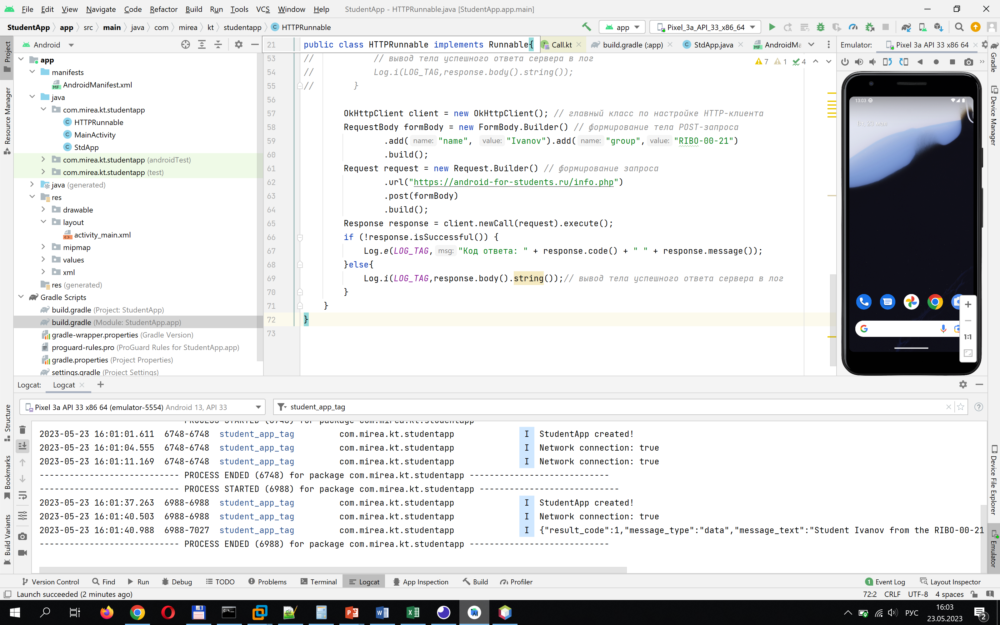 File Edit View Navigate Code Refactor Build Run Tools VCS Window Help StudentApp - HTTPRunnable.java [StudentApp.app.main]
StudentApp app src main java com mirea kt studentapp C HTTPRunnable app Pixel_3a_API_33_x86_64
Project
Resource Manager
Structure
Bookmarks
Build Variants
Android
app
manifests
MF AndroidManifest.xml
java
com.mirea.kt.studentapp
C HTTPRunnable
C MainActivity
C StdApp
com.mirea.kt.studentapp (androidTest)
com.mirea.kt.studentapp (test)
java (generated)
res
drawable
layout
activity_main.xml
mipmap
values
xml
res (generated)
Gradle Scripts
build.gradle (Project: StudentApp)
build.gradle (Module: StudentApp.app)
gradle-wrapper.properties (Gradle Version)
proguard-rules.pro (ProGuard Rules for StudentApp.app)
gradle.properties (Project Properties)
settings.gradle (Project Settings)
21 public class HTTPRunnable implements Runnable{
Call.kt build.gradle (:app) C StdApp.java MF AndroidMa
7 1 4
53 // // вывод тела успешного ответа сервера в лог
54 // Log.i(LOG_TAG,response.body().string());
55 // }
56
57 OkHttpClient client = new OkHttpClient(); // главный класс по настройке HTTP-клиента
58 RequestBody formBody = new FormBody.Builder() // формирование тела POST-запроса
59 .add( name: "name", value: "Ivanov").add( name: "group", value: "RIBO-00-21")
60 .build();
61 Request request = new Request.Builder() // формирование запроса
62 .url("https://android-for-students.ru/info.php")
63 .post(formBody)
64 .build();
65 Response response = client.newCall(request).execute();
66 if (!response.isSuccessful()) {
67 Log.e(LOG_TAG, msg: "Код ответа: " + response.code() + " " + response.message());
68 }else{
69 Log.i(LOG_TAG,response.body().string());// вывод тела успешного ответа сервера в лог
70 }
71 }
72 }
73
Emulator: Pixel 3a API 33 x86 64
13:03
Вт, 23 мая
G
+
−
1:1
Gradle
Device Manager
Device File Explorer
Emulator
Logcat: Logcat +
Pixel 3a API 33 x86 64 (emulator-5554) Android 13, API 33 student_app_tag
PROCESS STARTED (6748) for package com.mirea.kt.studentapp
2023-05-23 16:01:01.611 6748-6748 student_app_tag com.mirea.kt.studentapp I StudentApp created!
2023-05-23 16:01:04.555 6748-6748 student_app_tag com.mirea.kt.studentapp I Network connection: true
2023-05-23 16:01:11.169 6748-6748 student_app_tag com.mirea.kt.studentapp I Network connection: true
---------------------------- PROCESS ENDED (6748) for package com.mirea.kt.studentapp ----------------------------
---------------------------- PROCESS STARTED (6988) for package com.mirea.kt.studentapp ----------------------------
2023-05-23 16:01:37.263 6988-6988 student_app_tag com.mirea.kt.studentapp I StudentApp created!
2023-05-23 16:01:40.503 6988-6988 student_app_tag com.mirea.kt.studentapp I Network connection: true
2023-05-23 16:01:40.988 6988-7027 student_app_tag com.mirea.kt.studentapp I {"result_code":1,"message_type":"data","message_text":"Student Ivanov from the RIBO-00-21
---------------------------- PROCESS ENDED (6988) for package com.mirea.kt.studentapp ----------------------------
Version Control Find Run Debug TODO Problems Terminal Logcat App Inspection Build Profiler 1 Event Log Layout Inspector
Launch succeeded (2 minutes ago) 72:2 CRLF UTF-8 4 spaces
РУС 16:03
23.05.2023 2